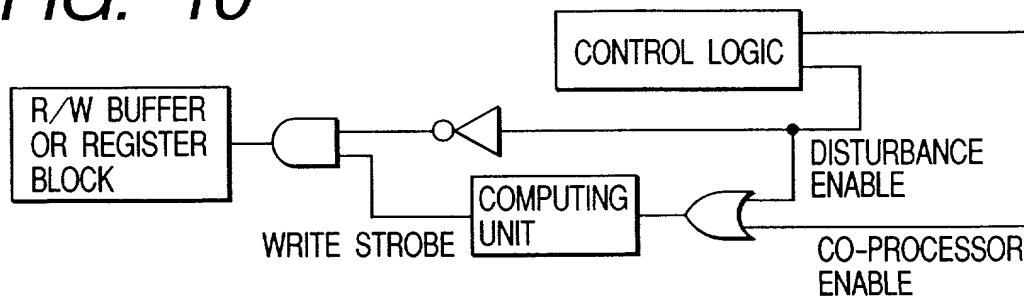 FIG. 10
CONTROL LOGIC
R/W BUFFER
OR REGISTER
BLOCK
DISTURBANCE
ENABLE
COMPUTING
UNIT
WRITE STROBE
CO-PROCESSOR
ENABLE